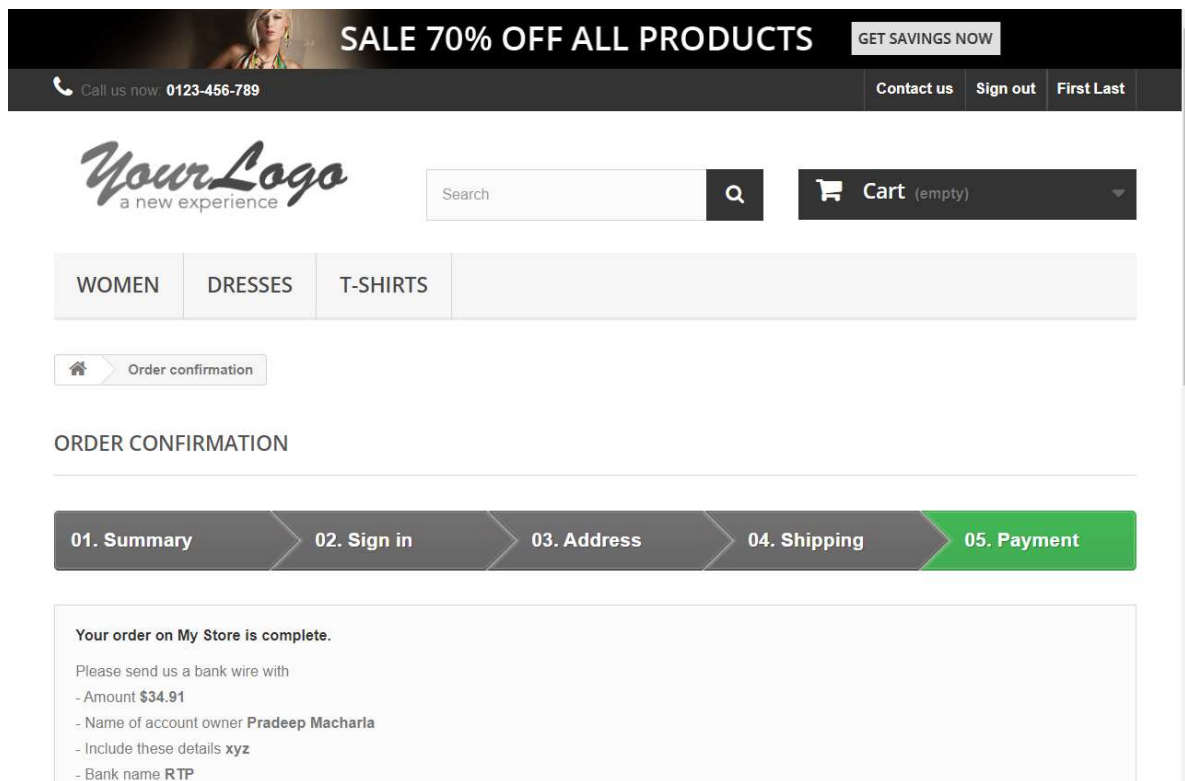 SALE 70% OFF ALL PRODUCTS GET SAVINGS NOW
Call us now: 0123-456-789 Contact us Sign out First Last
Your Logo
a new experience
Search Cart (empty)
WOMEN DRESSES T-SHIRTS
Order confirmation
ORDER CONFIRMATION
01. Summary 02. Sign in 03. Address 04. Shipping 05. Payment
Your order on My Store is complete.
Please send us a bank wire with
- Amount $34.91
- Name of account owner Pradeep Macharla
- Include these details xyz
- Bank name RTP